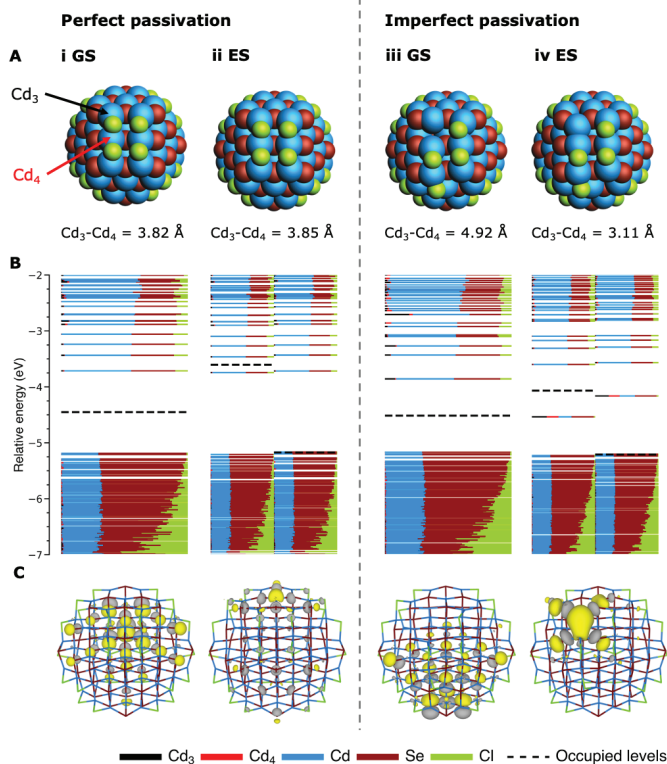 Perfect passivation Imperfect passivation
A i GS ii ES iii GS iv ES
Cd3
Cd4
Cd3-Cd4 = 3.82 Å Cd3-Cd4 = 3.85 Å Cd3-Cd4 = 4.92 Å Cd3-Cd4 = 3.11 Å
B
Relative energy (eV)
−2
−3
−4
−5
−6
−7
C
Cd3 Cd4 Cd Se Cl Occupied levels